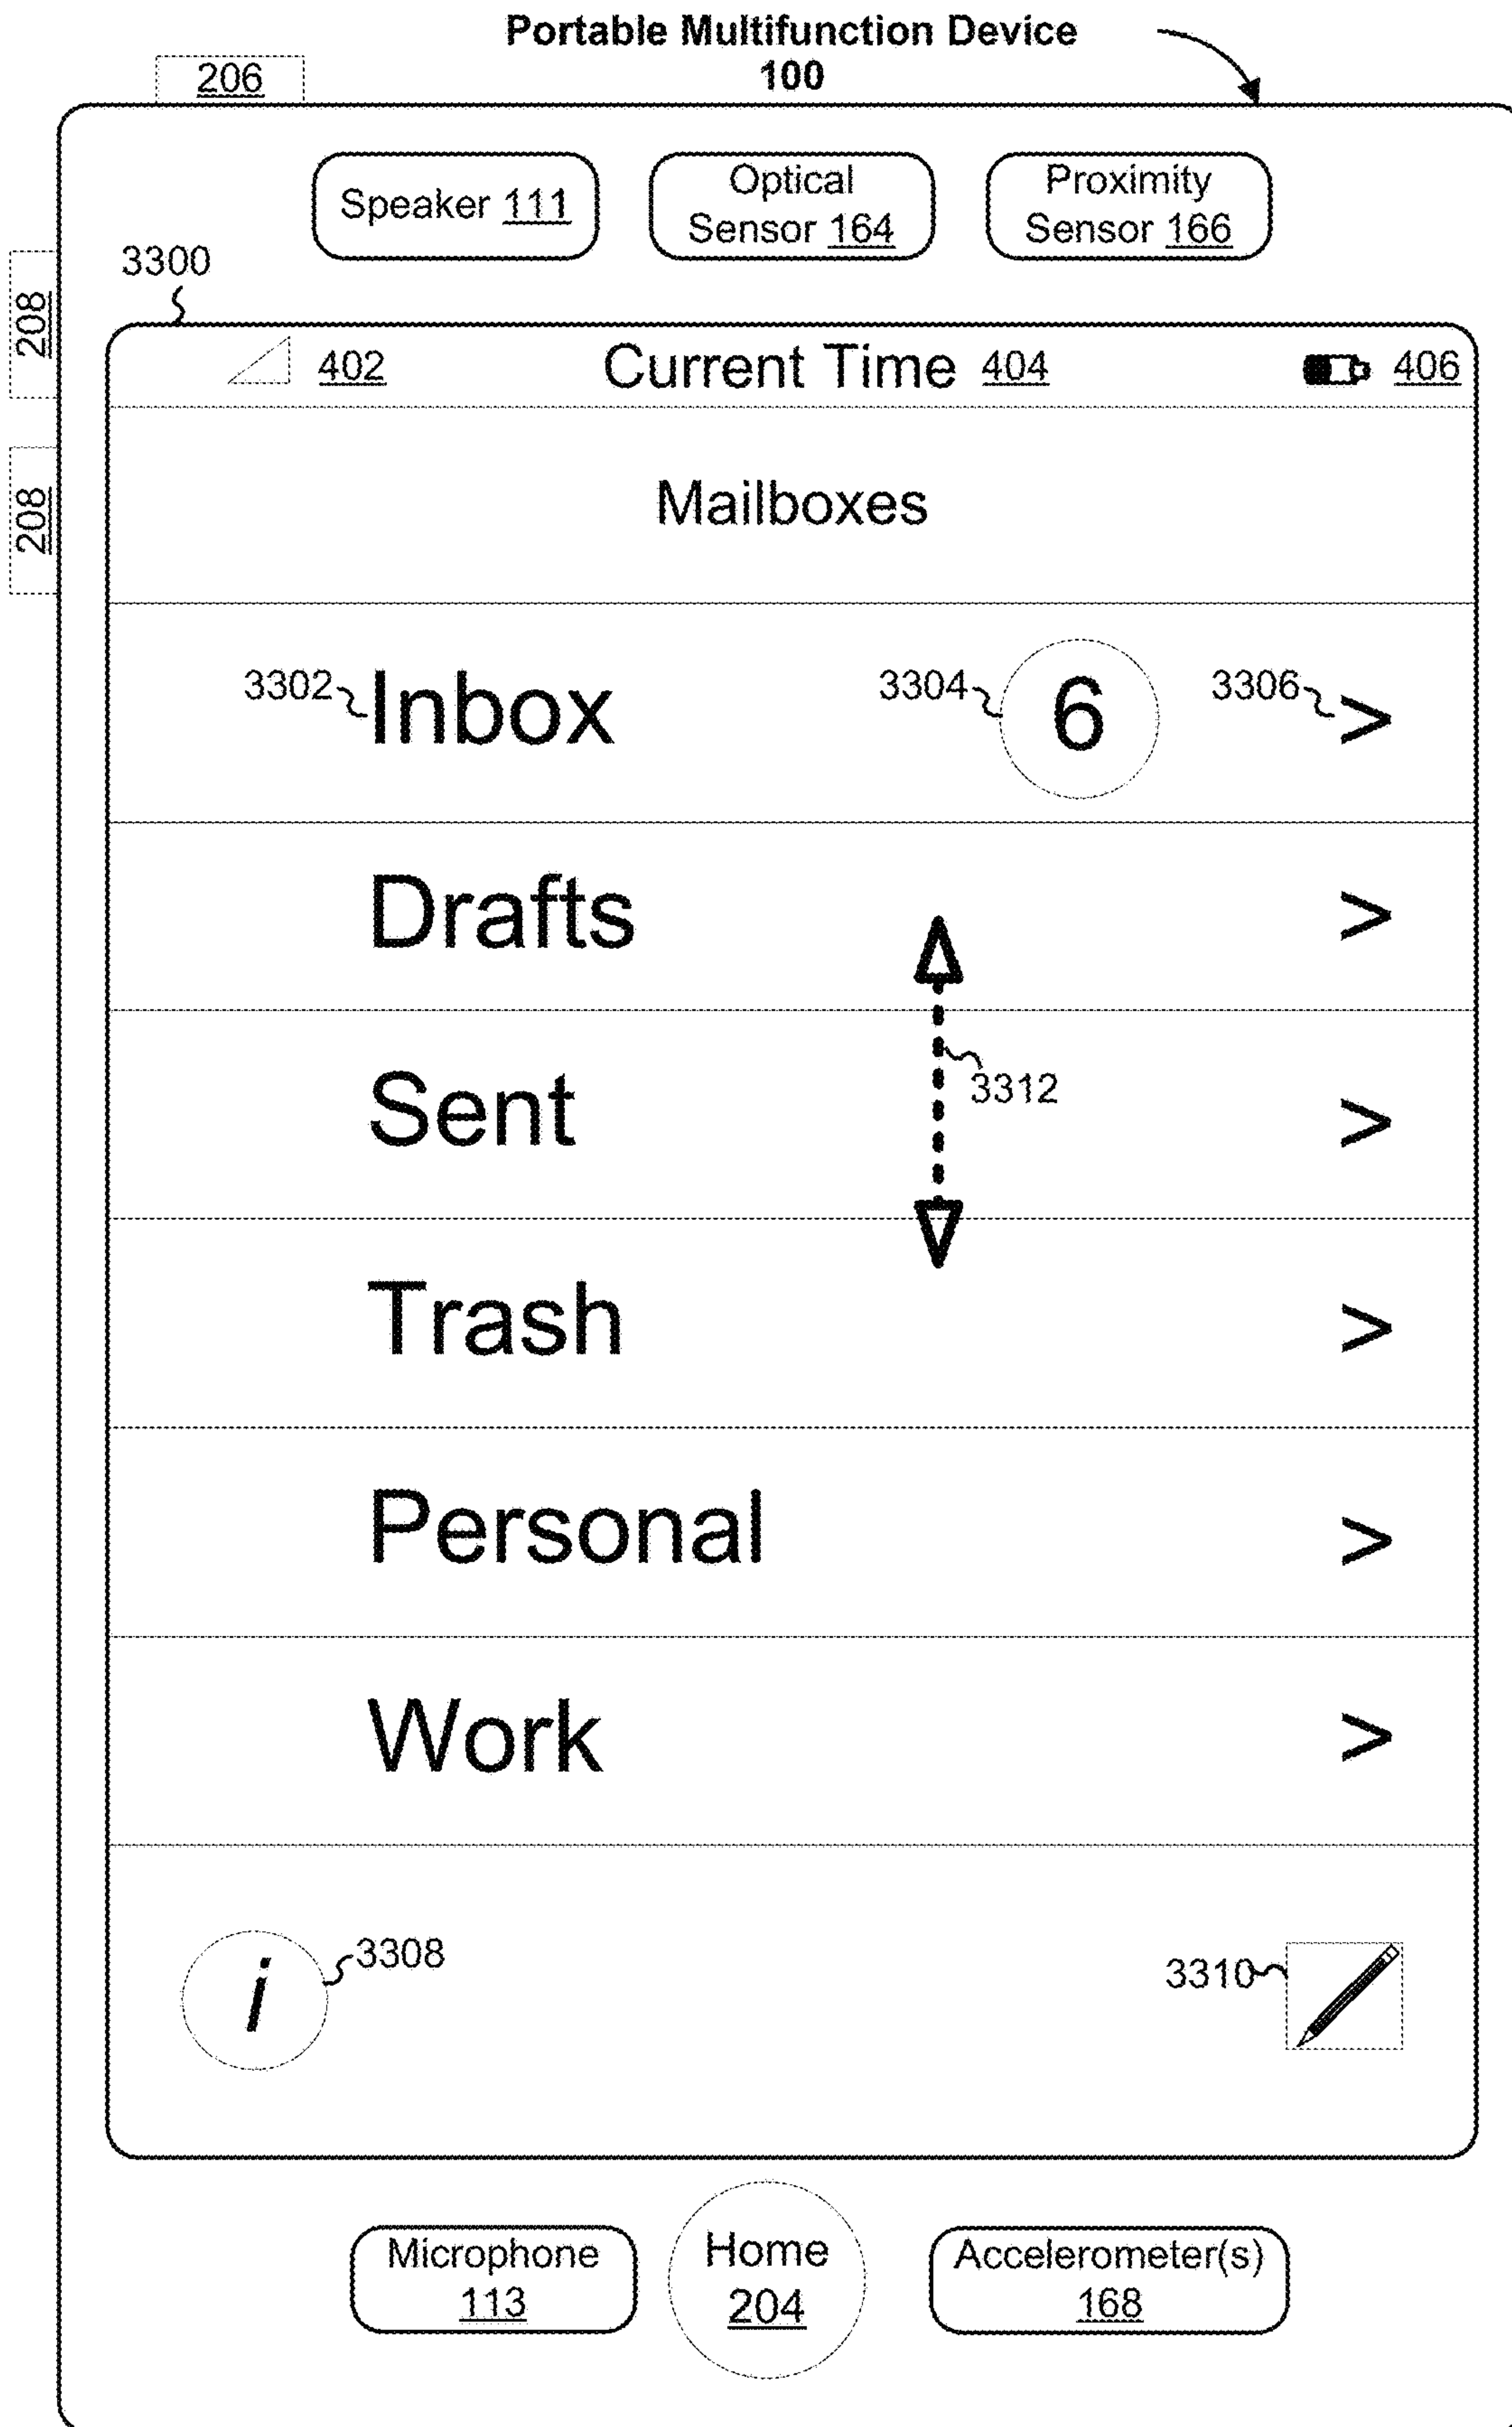 Portable Multifunction Device
100
206
Speaker 111
Optical
Sensor 164
Proximity
Sensor 166
3300
208
402
Current Time 404
406
208
Mailboxes
3302
Inbox
3304
6
3306
>
Drafts
>
Sent
3312
>
Trash
>
Personal
>
Work
>
i
3308
3310
Microphone
113
Home
204
Accelerometer(s)
168